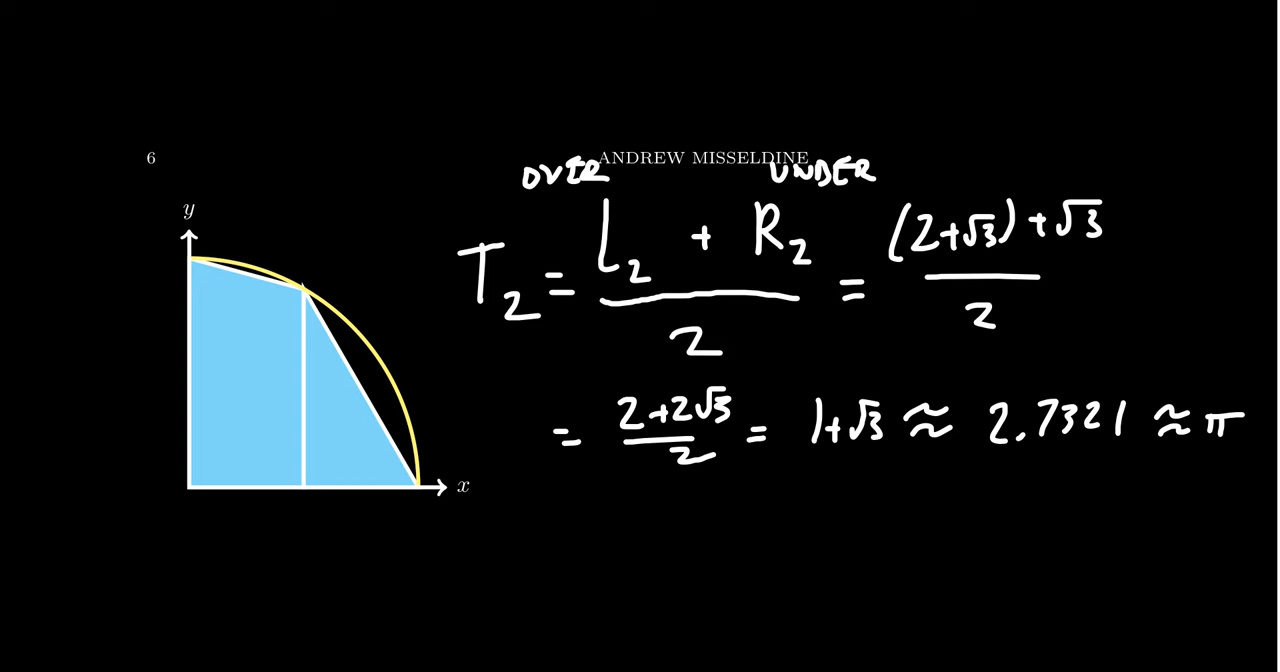 6 ANDREW MISSELDINE
OVER UNDER
y
T₂ = (L₂ + R₂)/2 = ((2+√3)+√3)/2
= (2+2√3)/2 = 1+√3 ≈ 2.7321 ≈ π
x